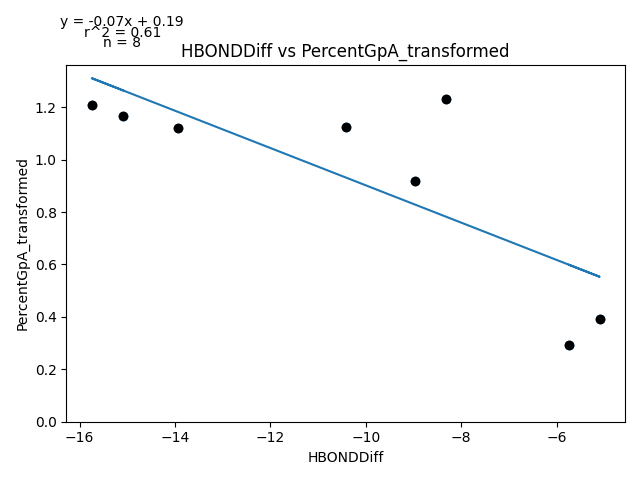 y = -0.07x + 0.19
r^2 = 0.61
n = 8
HBONDDiff vs PercentGpA_transformed
PercentGpA_transformed
1.2
1.0
0.8
0.6
0.4
0.2
0.0
−16
−14
−12
−10
−8
−6
HBONDDiff